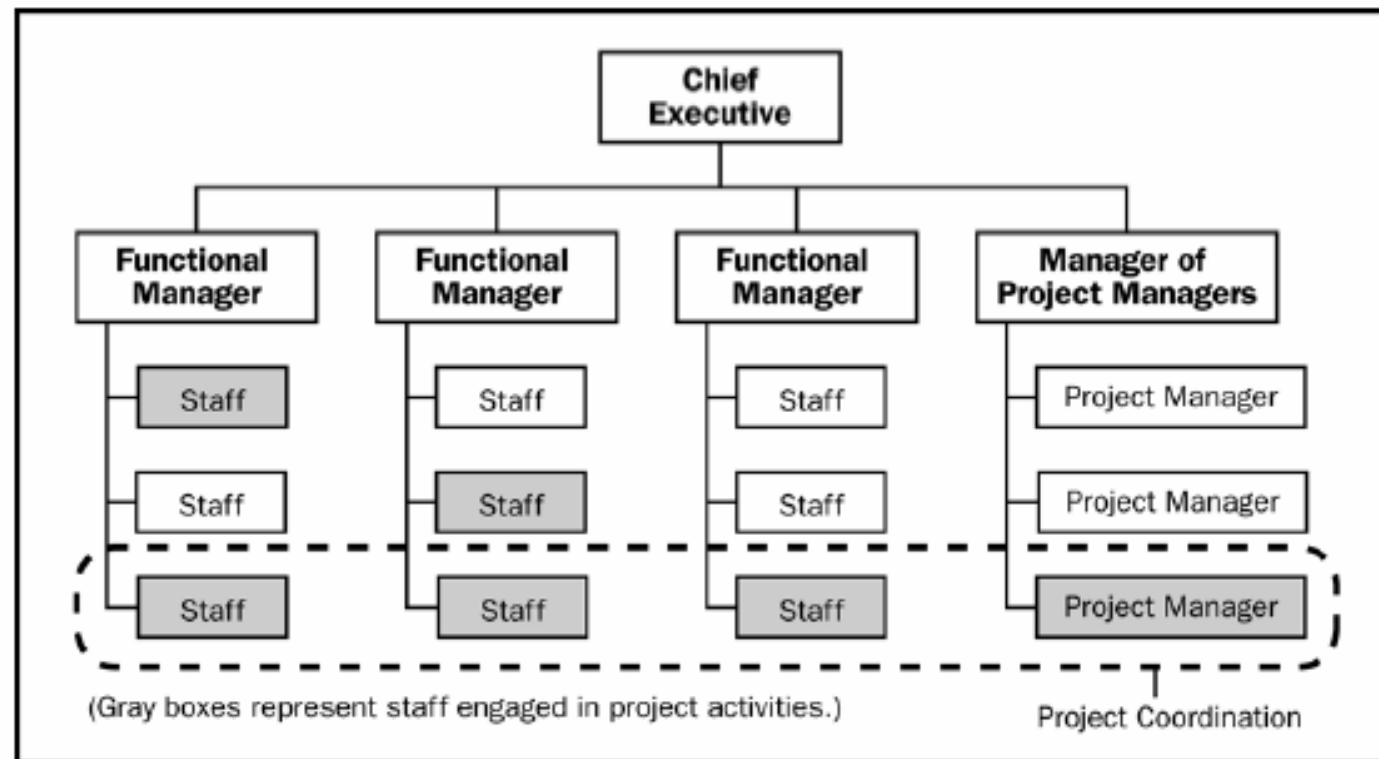 Chief
Executive
Functional
Manager
Functional
Manager
Functional
Manager
Manager of
Project Managers
Staff
Staff
Staff
Project Manager
Staff
Staff
Staff
Project Manager
Staff
Staff
Staff
Project Manager
(Gray boxes represent staff engaged in project activities.)
Project Coordination